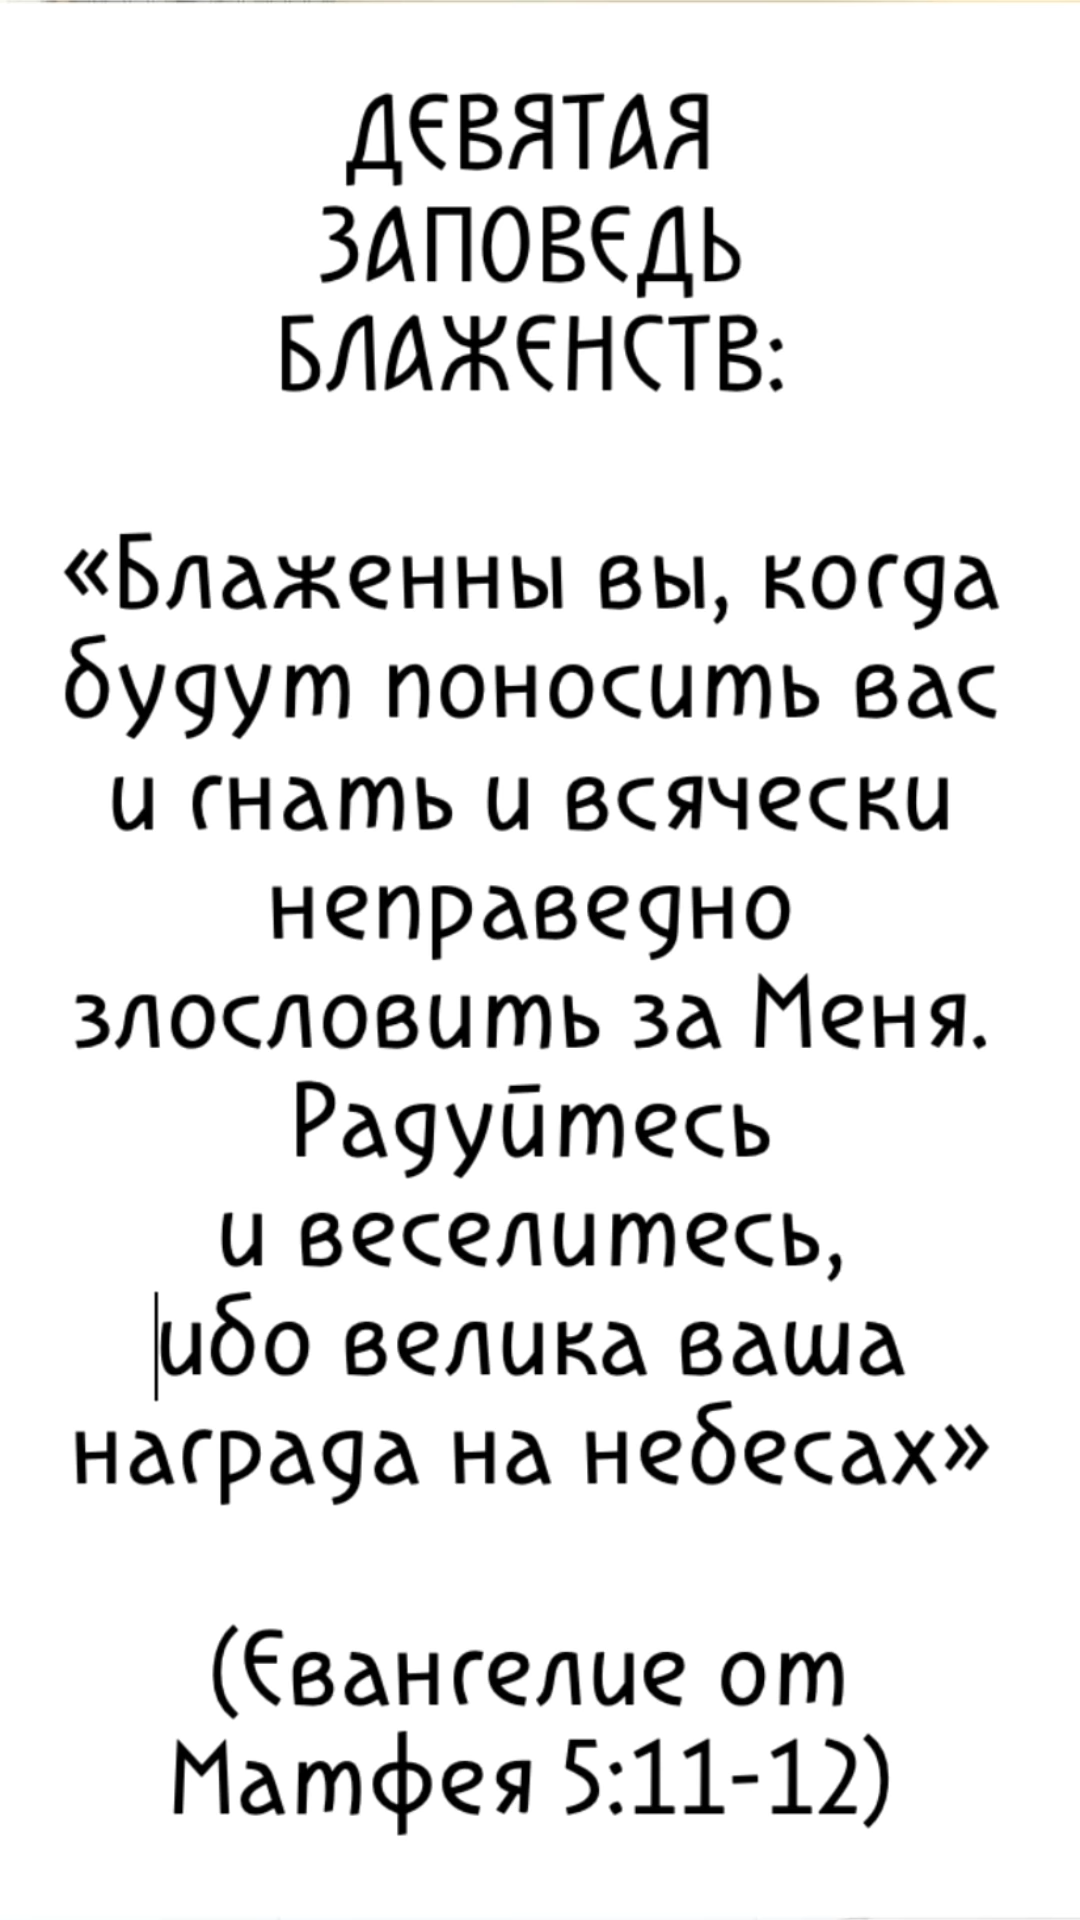 ДЕВЯТАЯ
ЗАПОВЕДЬ
БЛАЖЕНСТВ:
«Блаженны вы, когда
будут поносить вас
и гнать и всячески
неправедно
злословить за Меня.
Радуйтесь
и веселитесь,
ибо велика ваша
награда на небесах»
(Евангелие от
Матфея 5:11-12)